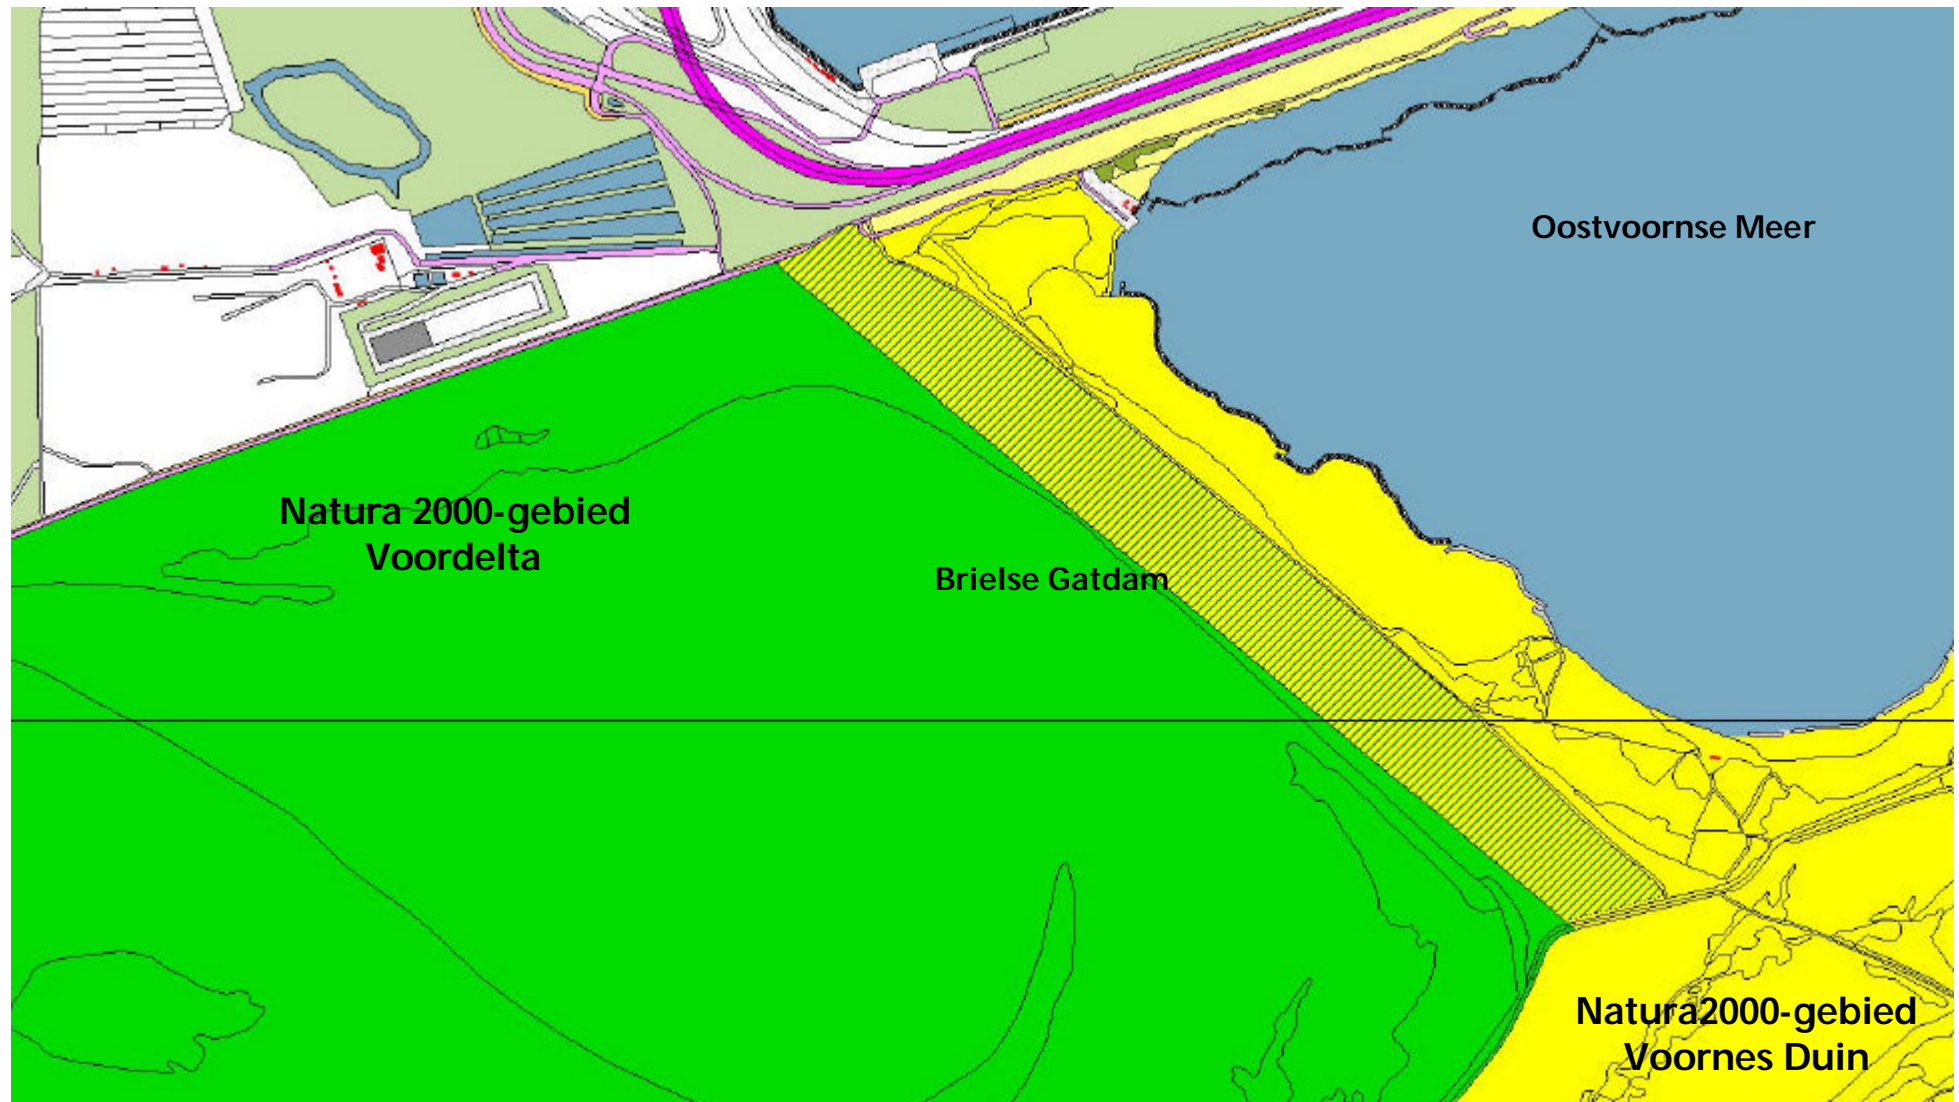 Oostvoornse Meer
Natura 2000-gebied
Voordelta
Brielse Gatdam
Natura2000-gebied
Voornes Duin